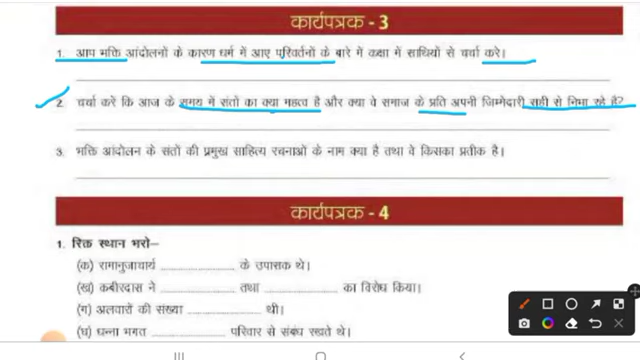 कार्यपत्रक - 3
1. आप भक्ति आंदोलनों के कारण धर्म में आए परिवर्तनों के बारे में कक्षा में साथियों से चर्चा करे।
2. चर्चा करें कि आज के समय में संतो का क्या महत्व है और क्या वे समाज के प्रति अपनी जिम्मेदारी सही से निभा रहे है?
3. भक्ति आंदोलन के संतों की प्रमुख साहित्य रचनाओं के नाम क्या है तथा वे किसका प्रतीक है।
कार्यपत्रक - 4
1. रिक्त स्थान भरो–
(क) रामानुजाचार्य .................... के उपासक थे।
(ख) कबीरदास ने .................... तथा .................... का विरोध किया।
(ग) अलवारों की संख्या .................... थी।
(घ) धन्ना भगत .................... परिवार से संबंध रखते थे।